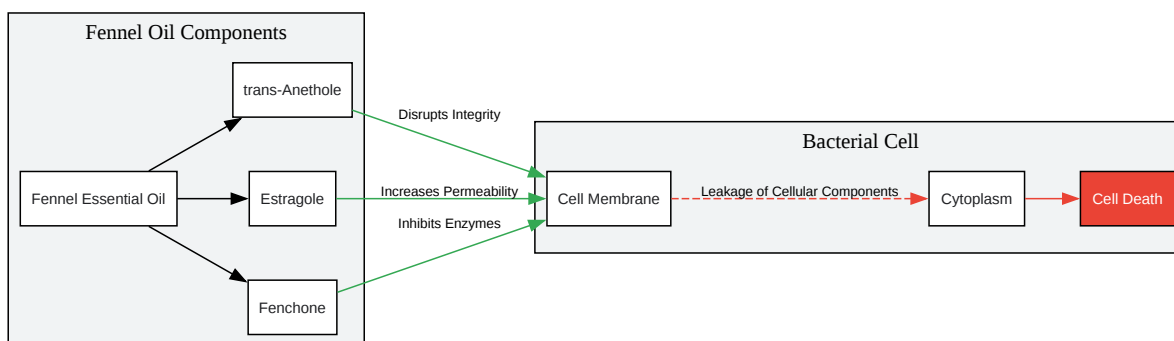 Fennel Oil Components
trans-Anethole
Fennel Essential Oil
Estragole
Fenchone
Disrupts Integrity
Increases Permeability
Inhibits Enzymes
Bacterial Cell
Cell Membrane
Leakage of Cellular Components
Cytoplasm
Cell Death